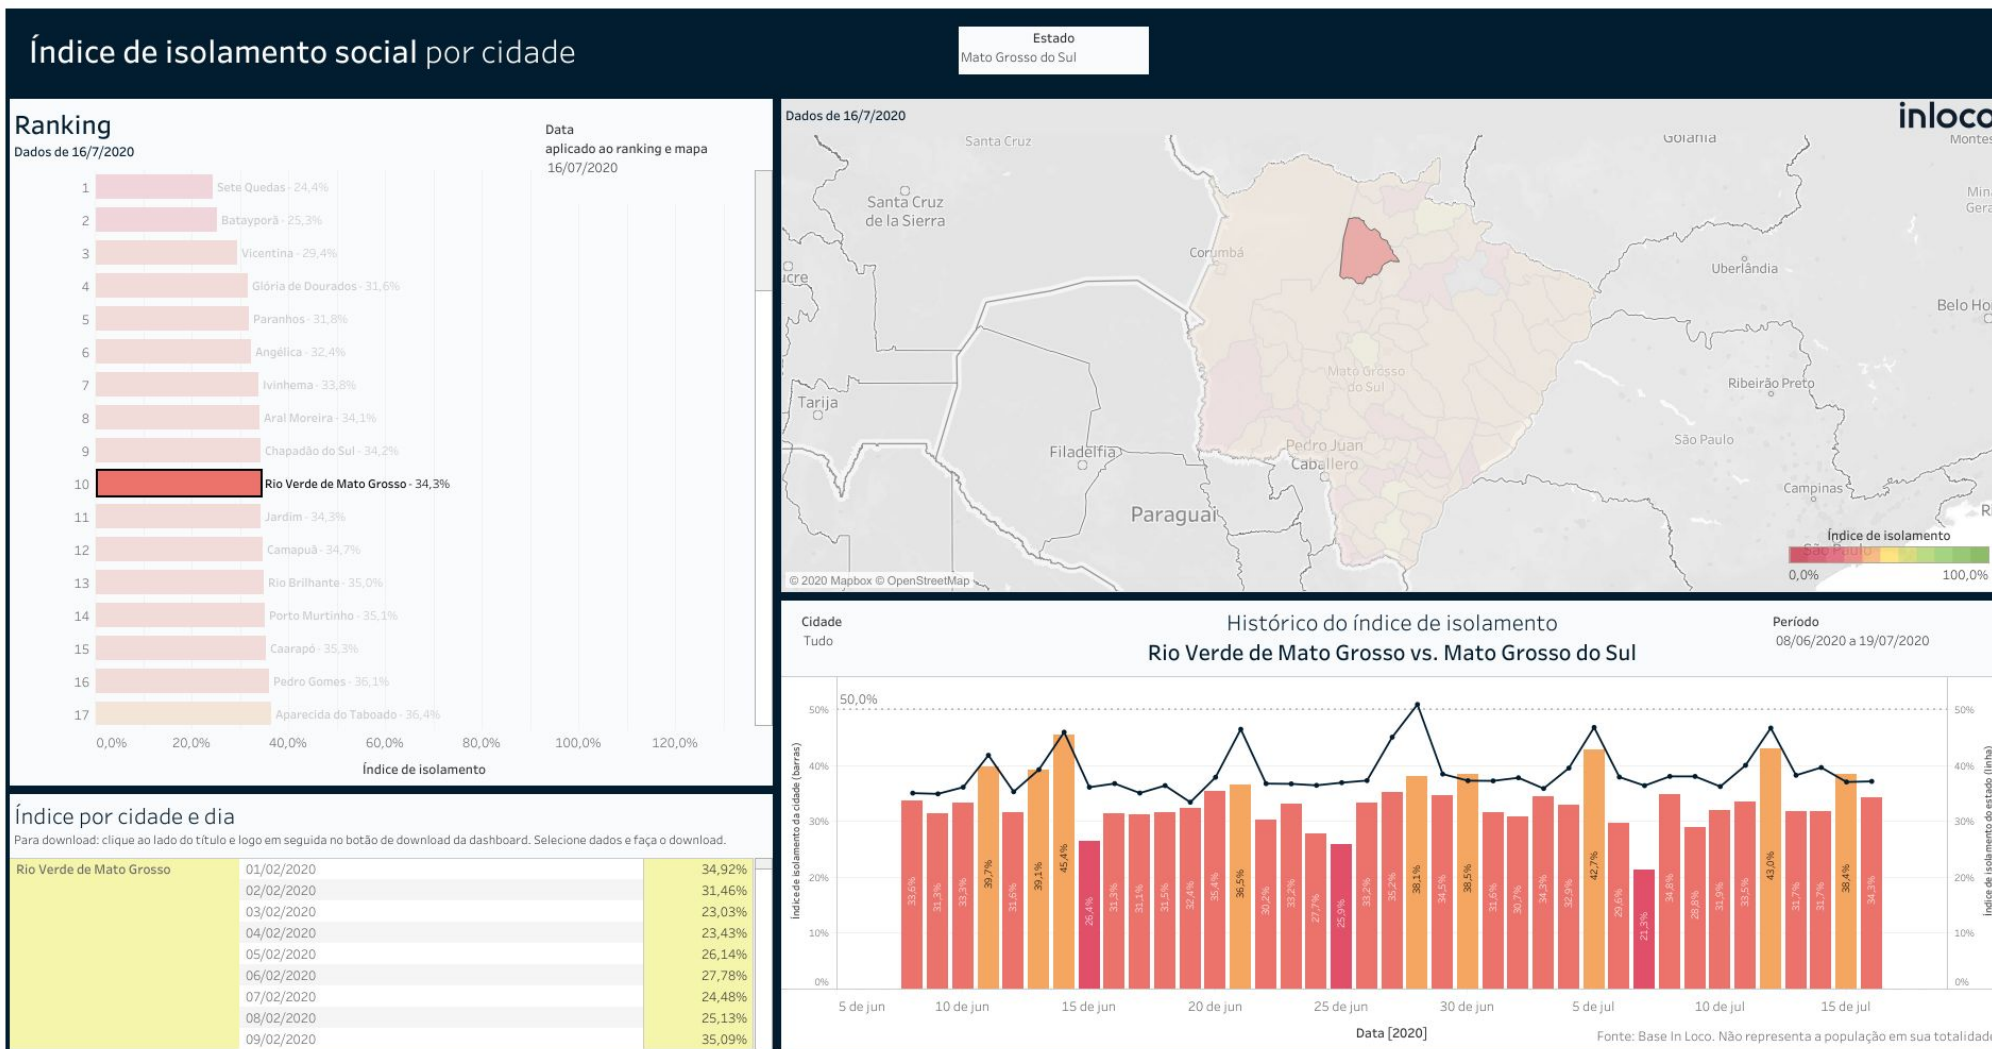 Índice de isolamento social por cidade
Estado
Mato Grosso do Sul
Ranking
Dados de 16/7/2020
Data
aplicado ao ranking e mapa
16/07/2020
1 Sete Quedas - 24,4%
2 Batayporã - 25,3%
3 Vicentina - 29,4%
4 Glória de Dourados - 31,6%
5 Paranhos - 31,8%
6 Angélica - 32,4%
7 Ivinhema - 33,8%
8 Aral Moreira - 34,1%
9 Chapadão do Sul - 34,2%
10 Rio Verde de Mato Grosso - 34,3%
11 Jardim - 34,3%
12 Camapuã - 34,7%
13 Rio Brilhante - 35,0%
14 Porto Murtinho - 35,1%
15 Caarapó - 35,3%
16 Pedro Gomes - 36,1%
17 Aparecida do Taboado - 36,4%
0,0% 20,0% 40,0% 60,0% 80,0% 100,0% 120,0%
Índice de isolamento
Índice por cidade e dia
Para download: clique ao lado do título e logo em seguida no botão de download da dashboard. Selecione dados e faça o download.
Rio Verde de Mato Grosso 01/02/2020 34,92%
02/02/2020 31,46%
03/02/2020 23,03%
04/02/2020 23,43%
05/02/2020 26,14%
06/02/2020 27,78%
07/02/2020 24,48%
08/02/2020 25,13%
09/02/2020 35,09%
Dados de 16/7/2020
inloco
Santa Cruz
Goiânia
Montes
Santa Cruz
de la Sierra
Min
Gera
Corumbá
Uberlândia
ucre
Belo Ho
Mato Grosso
do Sul
Ribeirão Preto
Tarija
São Paulo
Pedro Juan
Caballero
Filadelfia
Campinas
Paraguai
Ri
Índice de isolamento
São Paulo
0,0% 100,0%
© 2020 Mapbox © OpenStreetMap
Cidade
Tudo
Histórico do índice de isolamento
Rio Verde de Mato Grosso vs. Mato Grosso do Sul
Período
08/06/2020 a 19/07/2020
Índice de isolamento da cidade (barras)
50,0%
50%
40%
30%
20%
10%
0%
33,6% 31,3% 33,3% 39,7% 31,6% 39,1% 45,4% 26,4% 31,3% 31,1% 31,5% 32,4% 35,4% 36,5% 30,2% 33,2% 27,7% 25,9% 33,2% 35,2% 38,1% 34,5% 38,5% 31,6% 30,7% 34,3% 32,9% 42,7% 29,6% 21,3% 34,8% 28,8% 31,9% 33,5% 43,0% 31,7% 31,7% 38,4% 34,3%
50%
40%
30%
20%
10%
0%
Índice de isolamento do estado (linha)
5 de jun 10 de jun 15 de jun 20 de jun 25 de jun 30 de jun 5 de jul 10 de jul 15 de jul
Data [2020]
Fonte: Base In Loco. Não representa a população em sua totalidade